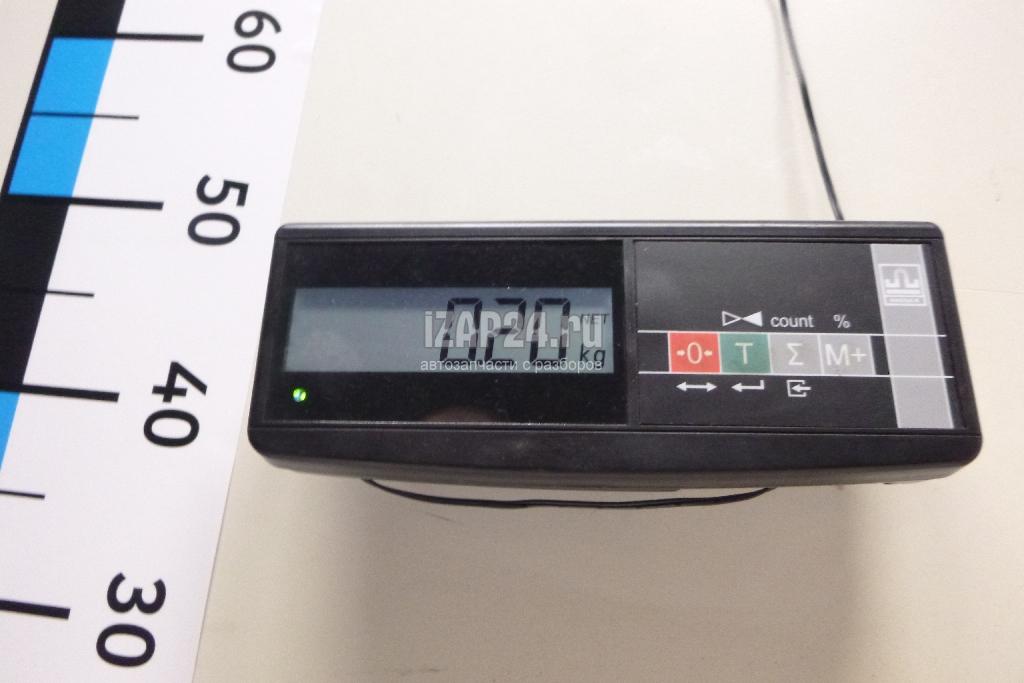 60
50
40
30
0.20
NET
kg
iZAP24.ru
автозапчасти с разборов
count %
→0← T Σ M+